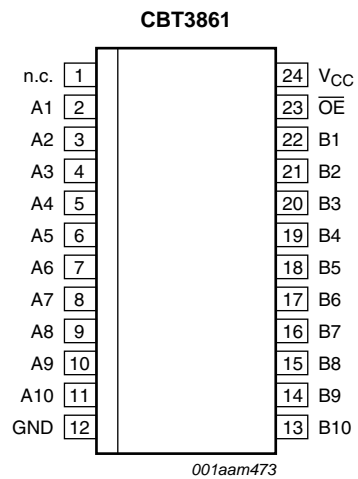 CBT3861
n.c. 1 24 VCC
A1 2 23 OE
A2 3 22 B1
A3 4 21 B2
A4 5 20 B3
A5 6 19 B4
A6 7 18 B5
A7 8 17 B6
A8 9 16 B7
A9 10 15 B8
A10 11 14 B9
GND 12 13 B10
001aam473